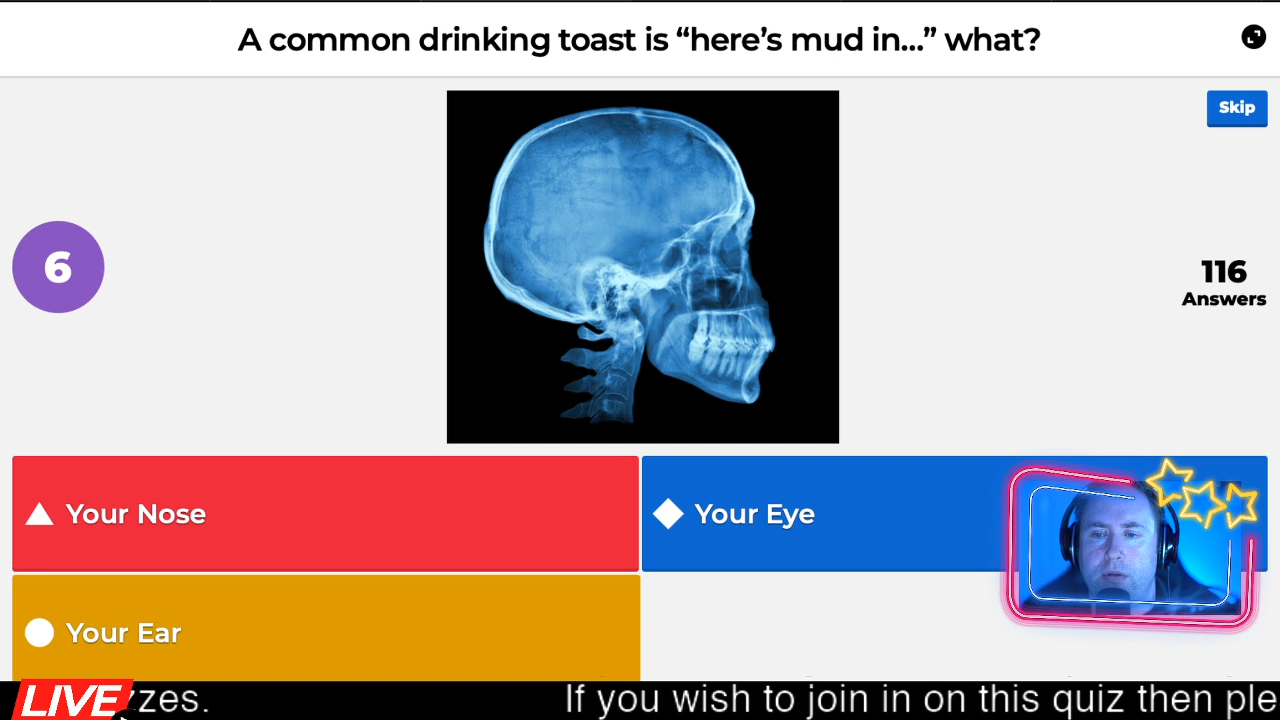 A common drinking toast is “here’s mud in...” what?
Skip
6
116
Answers
Your Nose
Your Eye
Your Ear
LIVE
zzes. If you wish to join in on this quiz then ple